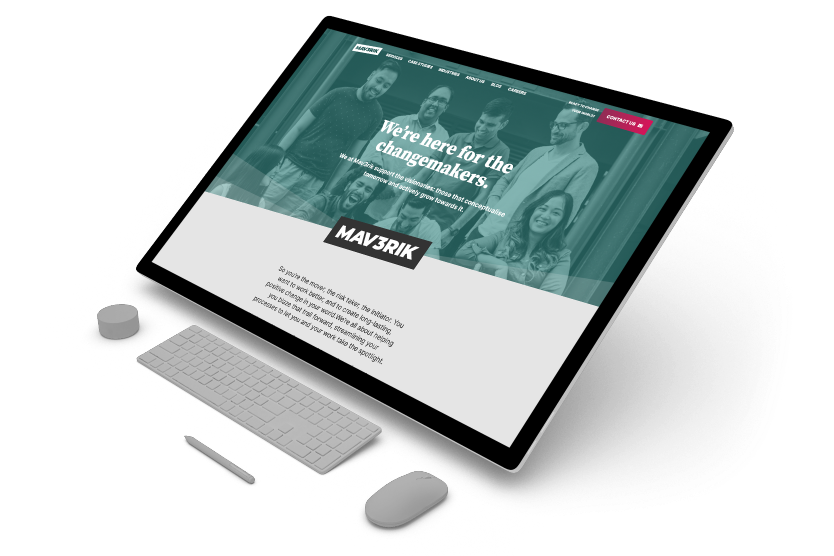 MAV3RIK
SERVICES
CASE STUDIES
INDUSTRIES
ABOUT US
BLOG
CAREERS
READY TO CHANGE
YOUR WORLD?
CONTACT US
We're here for the
changemakers.
We at Mav3rik support the visionaries; those that conceptualise
tomorrow and actively grow towards it.
MAV3RIK
So you're the mover, the risk taker, the initiator. You
want to work better, and to create long-lasting,
positive change in your world. We're all about helping
you blaze that trail forward, streamlining your
processes to let you and your work take the spotlight.